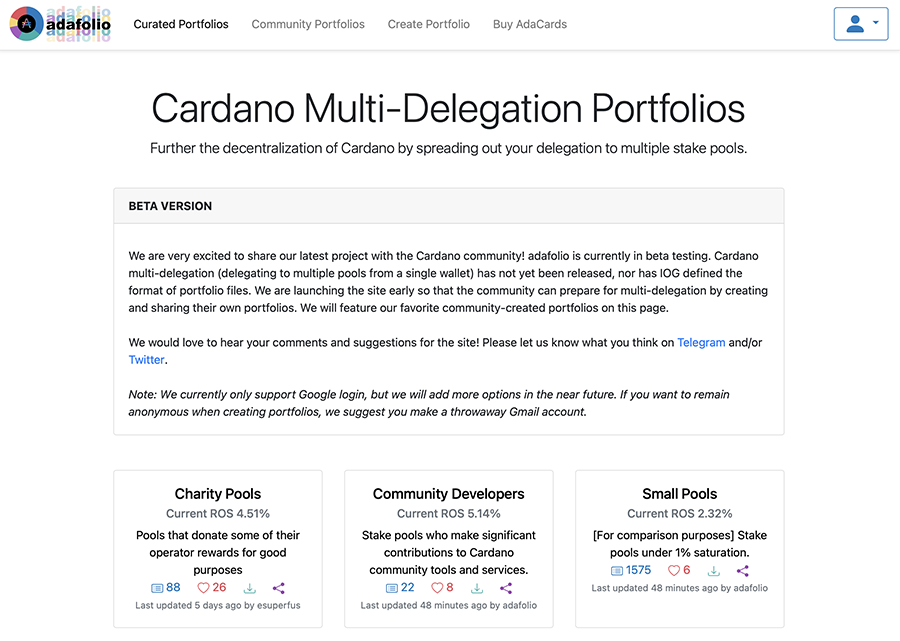 adafolio
Curated Portfolios
Community Portfolios
Create Portfolio
Buy AdaCards
Cardano Multi-Delegation Portfolios
Further the decentralization of Cardano by spreading out your delegation to multiple stake pools.
BETA VERSION
We are very excited to share our latest project with the Cardano community! adafolio is currently in beta testing. Cardano
multi-delegation (delegating to multiple pools from a single wallet) has not yet been released, nor has IOG defined the
format of portfolio files. We are launching the site early so that the community can prepare for multi-delegation by creating
and sharing their own portfolios. We will feature our favorite community-created portfolios on this page.
We would love to hear your comments and suggestions for the site! Please let us know what you think on Telegram and/or
Twitter.
Note: We currently only support Google login, but we will add more options in the near future. If you want to remain
anonymous when creating portfolios, we suggest you make a throwaway Gmail account.
Charity Pools
Current ROS 4.51%
Pools that donate some of their
operator rewards for good
purposes
88 26
Last updated 5 days ago by esuperfus
Community Developers
Current ROS 5.14%
Stake pools who make significant
contributions to Cardano
community tools and services.
22 8
Last updated 48 minutes ago by adafolio
Small Pools
Current ROS 2.32%
[For comparison purposes] Stake
pools under 1% saturation.
1575 6
Last updated 48 minutes ago by adafolio